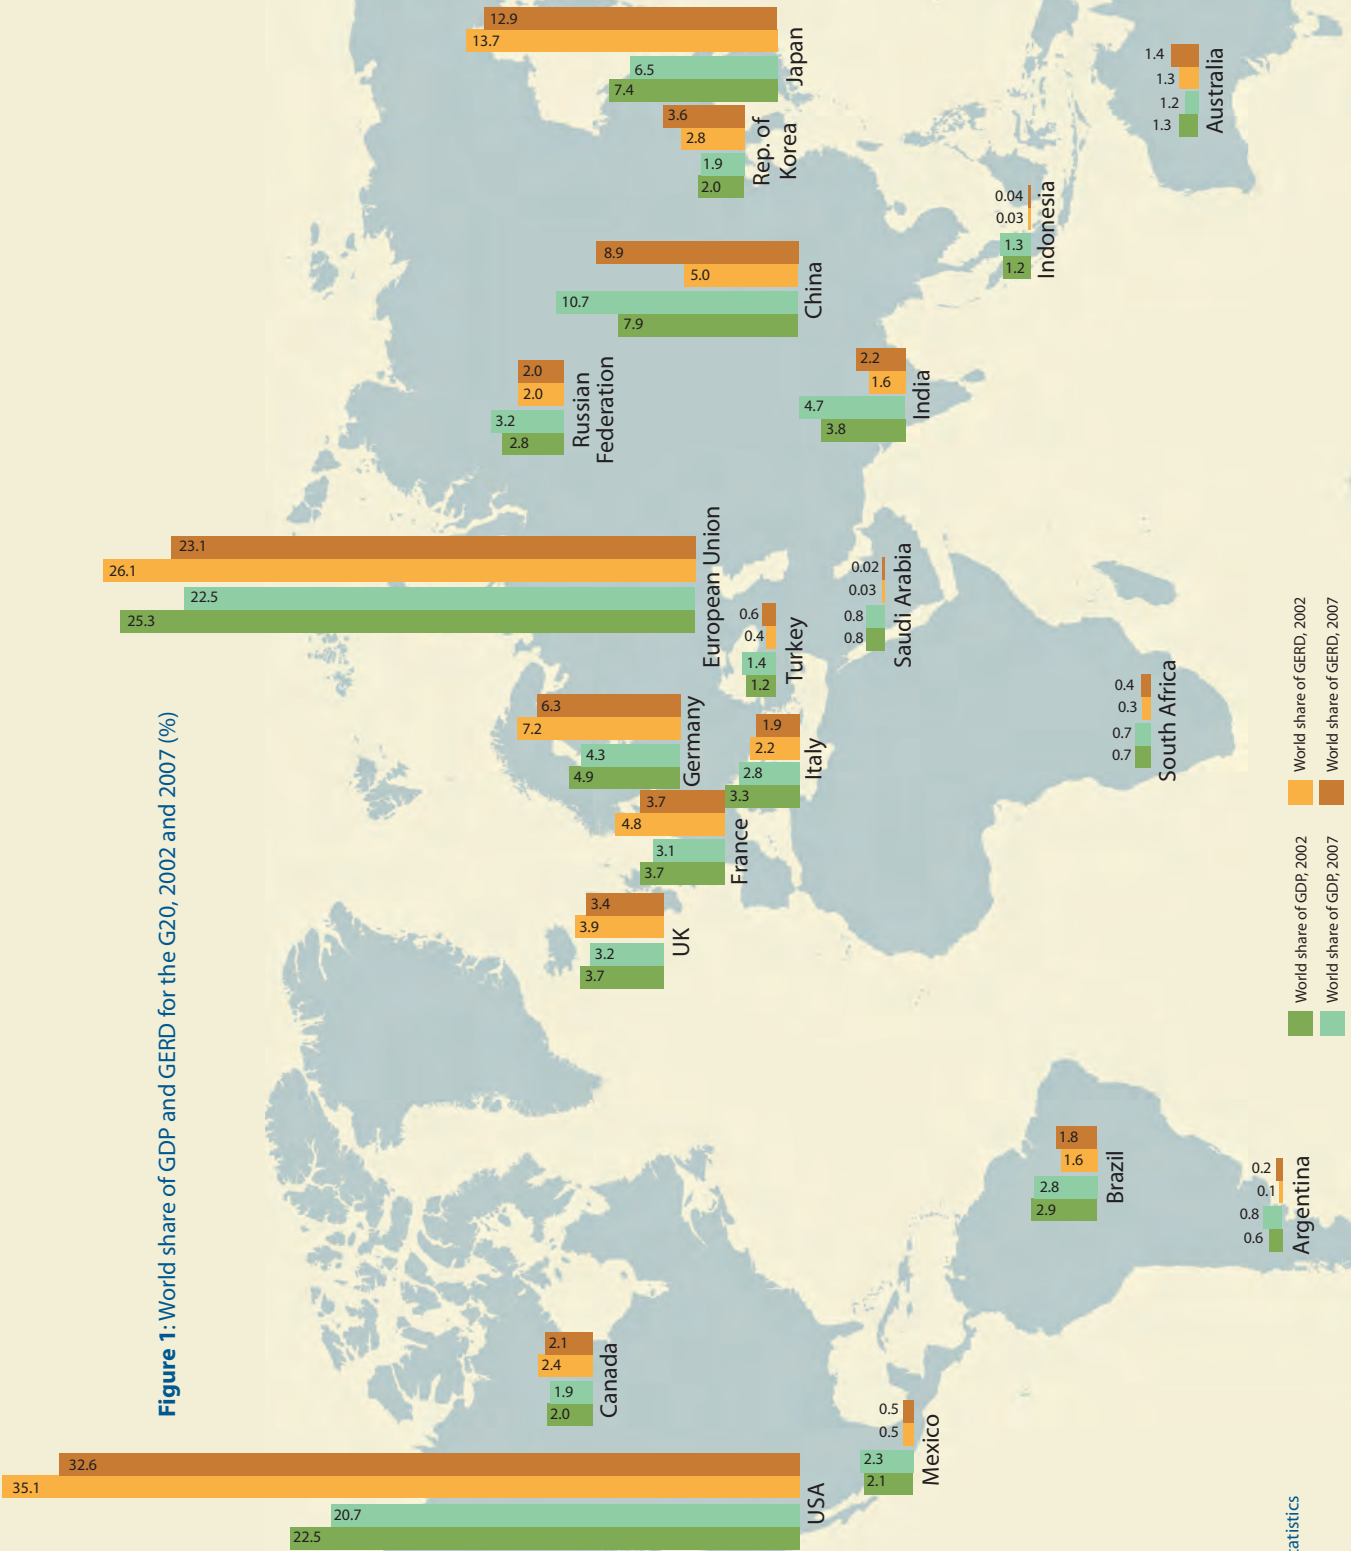 Figure 1: World share of GDP and GERD for the G20, 2002 and 2007 (%)
22.5
20.7
35.1
32.6
USA
2.0
1.9
2.4
2.1
Canada
2.1
2.3
0.5
0.5
Mexico
2.9
2.8
1.6
1.8
Brazil
0.6
0.8
0.1
0.2
Argentina
3.7
3.2
3.9
3.4
UK
3.7
3.1
4.8
3.7
France
4.9
4.3
7.2
6.3
Germany
3.3
2.8
2.2
1.9
Italy
25.3
22.5
26.1
23.1
European Union
1.2
1.4
0.4
0.6
Turkey
0.8
0.8
0.03
0.02
Saudi Arabia
0.7
0.7
0.3
0.4
South Africa
2.8
3.2
2.0
2.0
Russian
Federation
3.8
4.7
1.6
2.2
India
7.9
10.7
5.0
8.9
China
2.0
1.9
2.8
3.6
Rep. of
Korea
7.4
6.5
13.7
12.9
Japan
1.2
1.3
0.03
0.04
Indonesia
1.3
1.2
1.3
1.4
Australia
World share of GDP, 2002
World share of GDP, 2007
World share of GERD, 2002
World share of GERD, 2007
tatistics